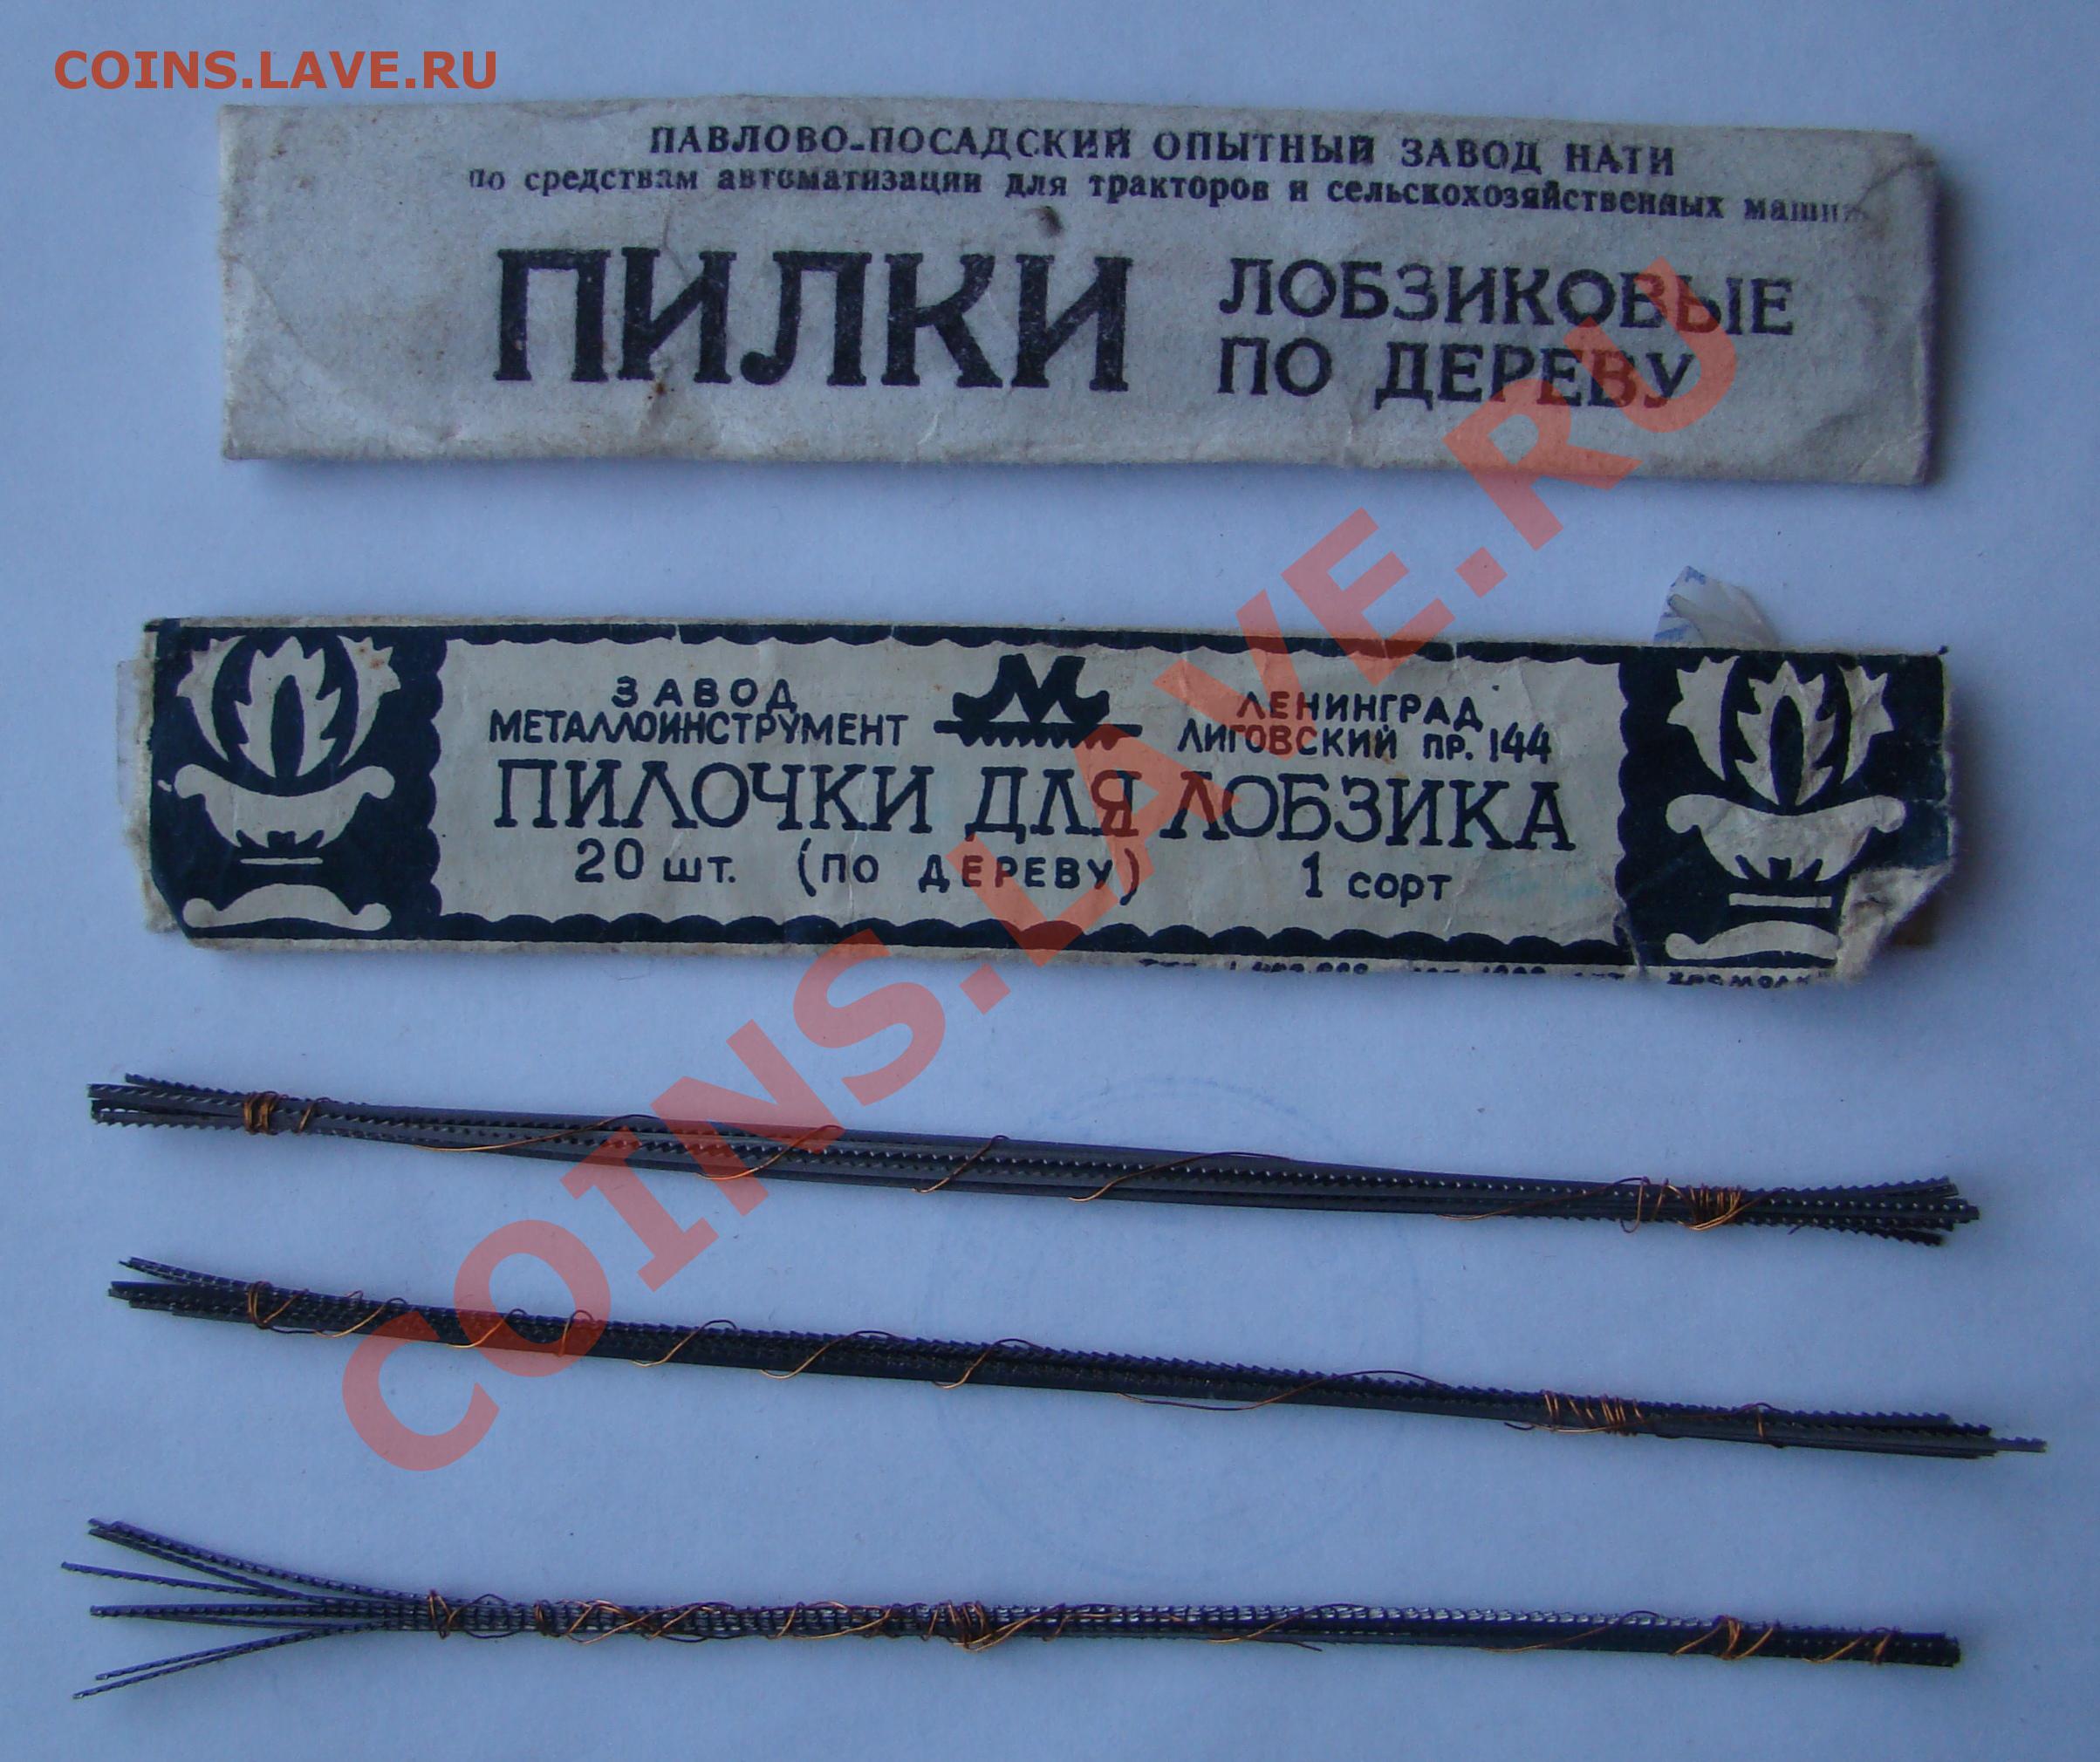 COINS.LAVE.RU
ПАВЛОВО-ПОСАДСКИЙ ОПЫТНЫЙ ЗАВОД НАТИ
по средствам автоматизации для тракторов и сельскохозяйственных машин
ПИЛКИ ЛОБЗИКОВЫЕ
ПО ДЕРЕВУ
ЗАВОД
МЕТАЛЛОИНСТРУМЕНТ
М
ЛЕНИНГРАД
ЛИГОВСКИЙ ПР. 144
ПИЛОЧКИ ДЛЯ ЛОБЗИКА
20 шт. (ПО ДЕРЕВУ) 1 сорт
COINS.LAVE.RU